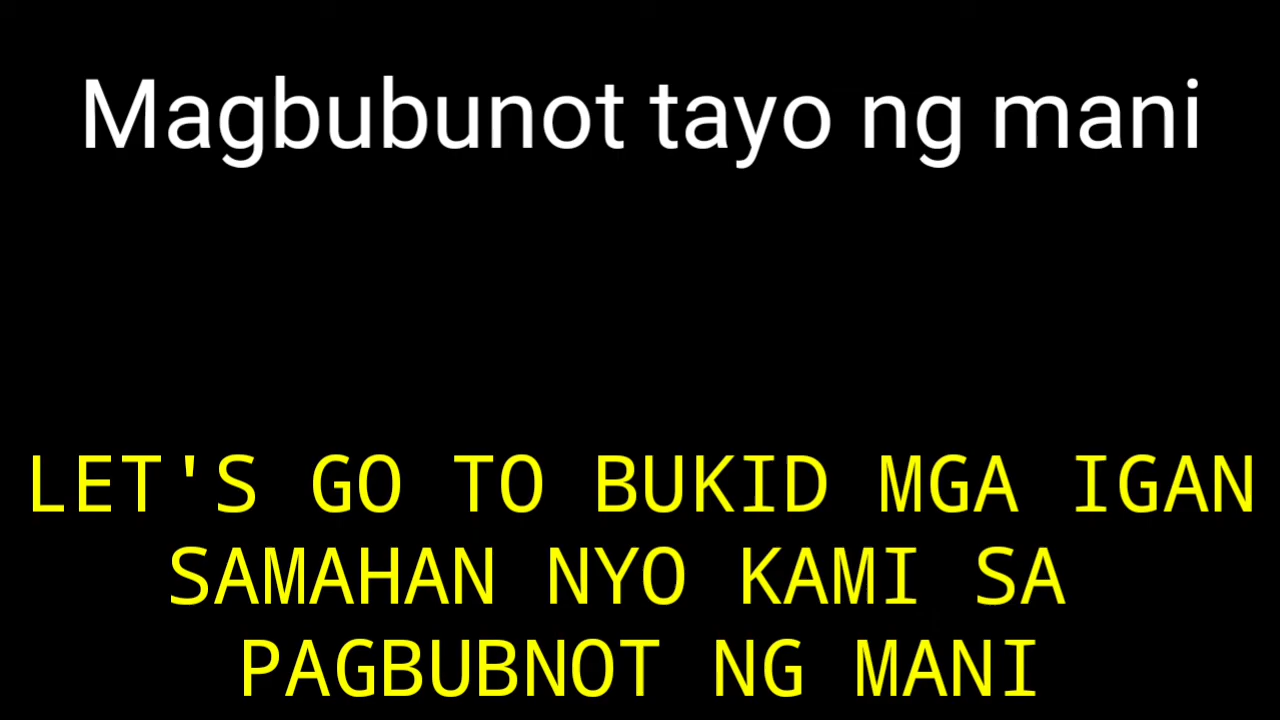 Magbubunot tayo ng mani
LET'S GO TO BUKID MGA IGAN
SAMAHAN NYO KAMI SA
PAGBUBNOT NG MANI